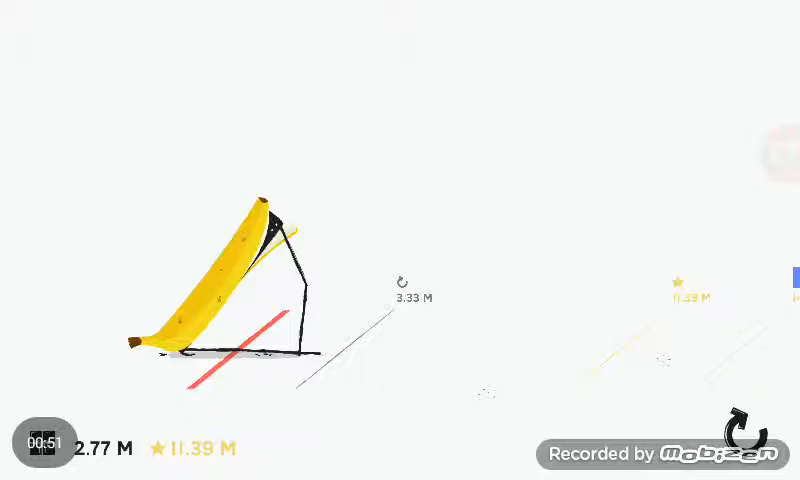 3.33 M
11.39 M
00:51
2.77 M
11.39 M
Recorded by Mobizen